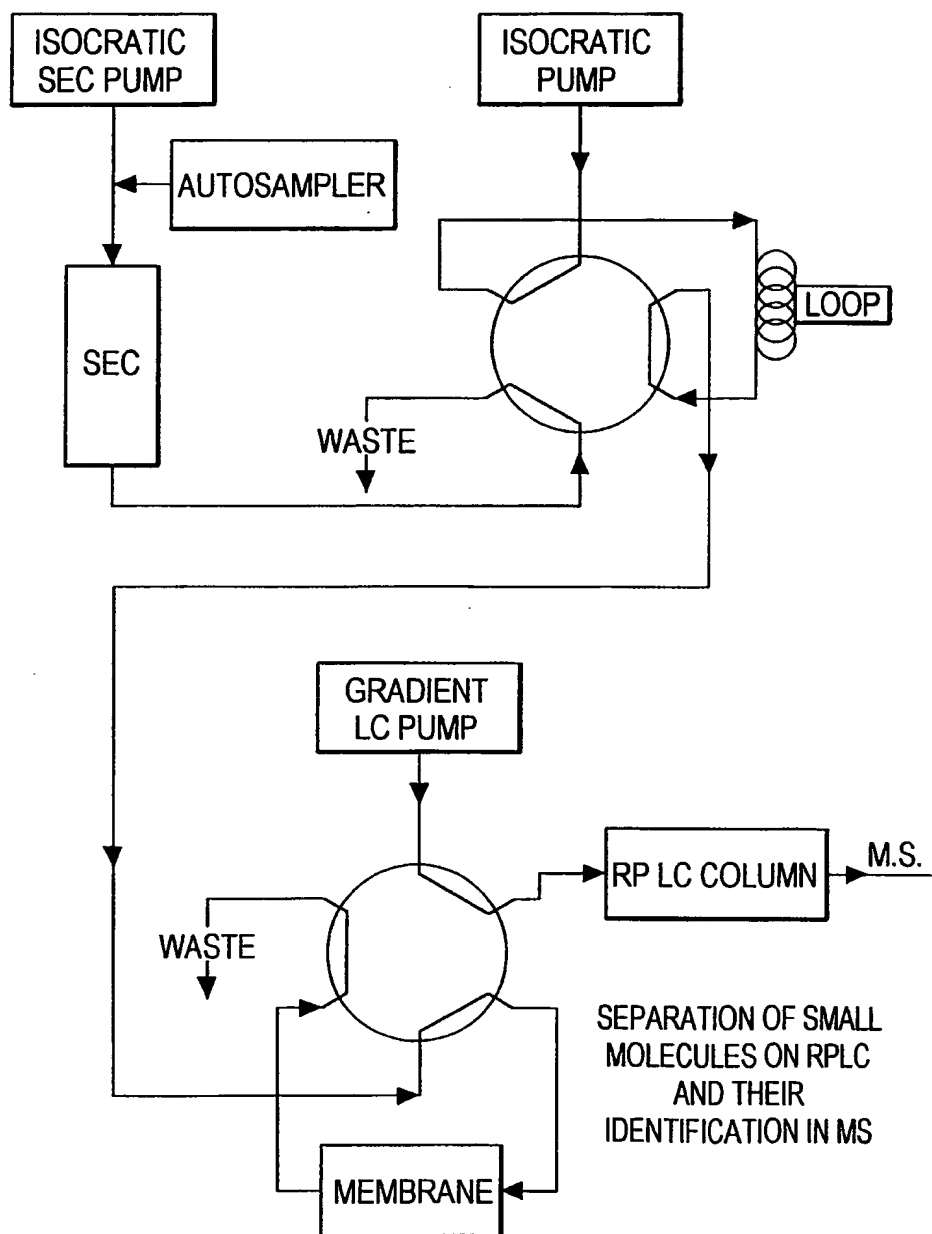 ISOCRATIC
SEC PUMP
ISOCRATIC
PUMP
AUTOSAMPLER
SEC
LOOP
WASTE
GRADIENT
LC PUMP
RP LC COLUMN
M.S.
WASTE
SEPARATION OF SMALL
MOLECULES ON RPLC
AND THEIR
IDENTIFICATION IN MS
MEMBRANE